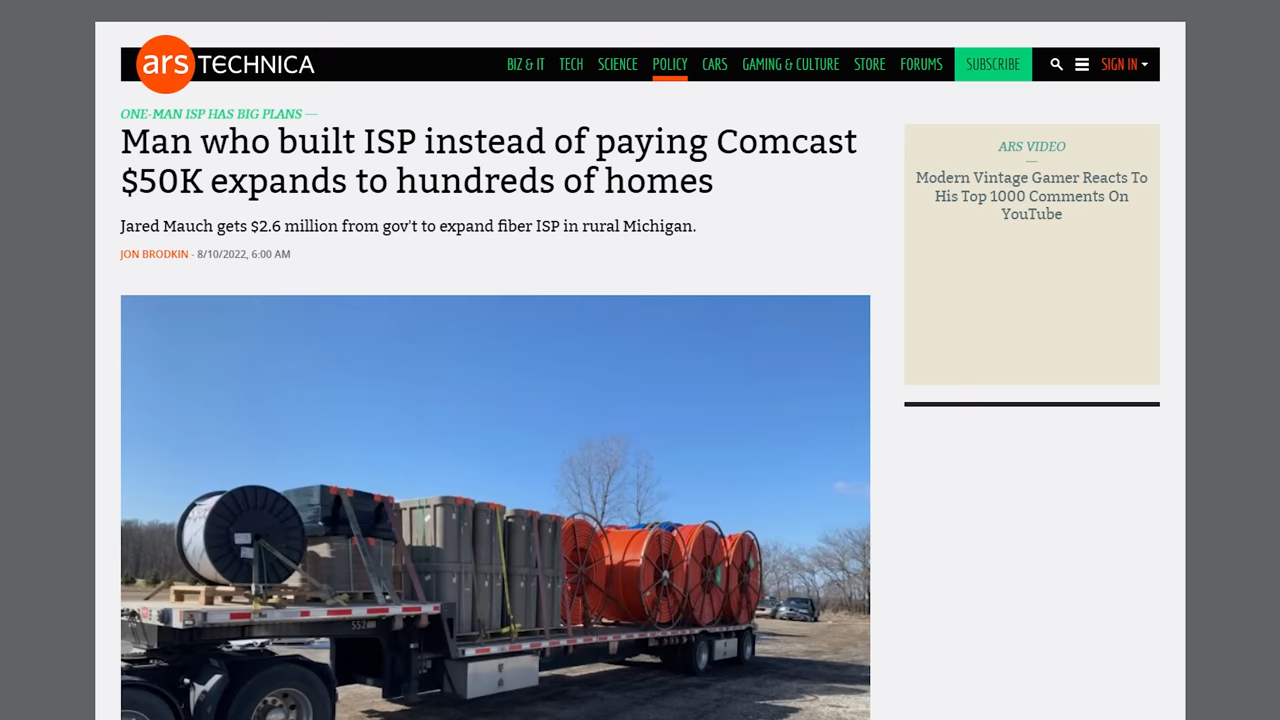 ars TECHNICA
BIZ & IT TECH SCIENCE POLICY CARS GAMING & CULTURE STORE FORUMS SUBSCRIBE SIGN IN
ONE-MAN ISP HAS BIG PLANS —
Man who built ISP instead of paying Comcast
$50K expands to hundreds of homes
Jared Mauch gets $2.6 million from gov't to expand fiber ISP in rural Michigan.
JON BRODKIN - 8/10/2022, 6:00 AM
ARS VIDEO
Modern Vintage Gamer Reacts To
His Top 1000 Comments On
YouTube